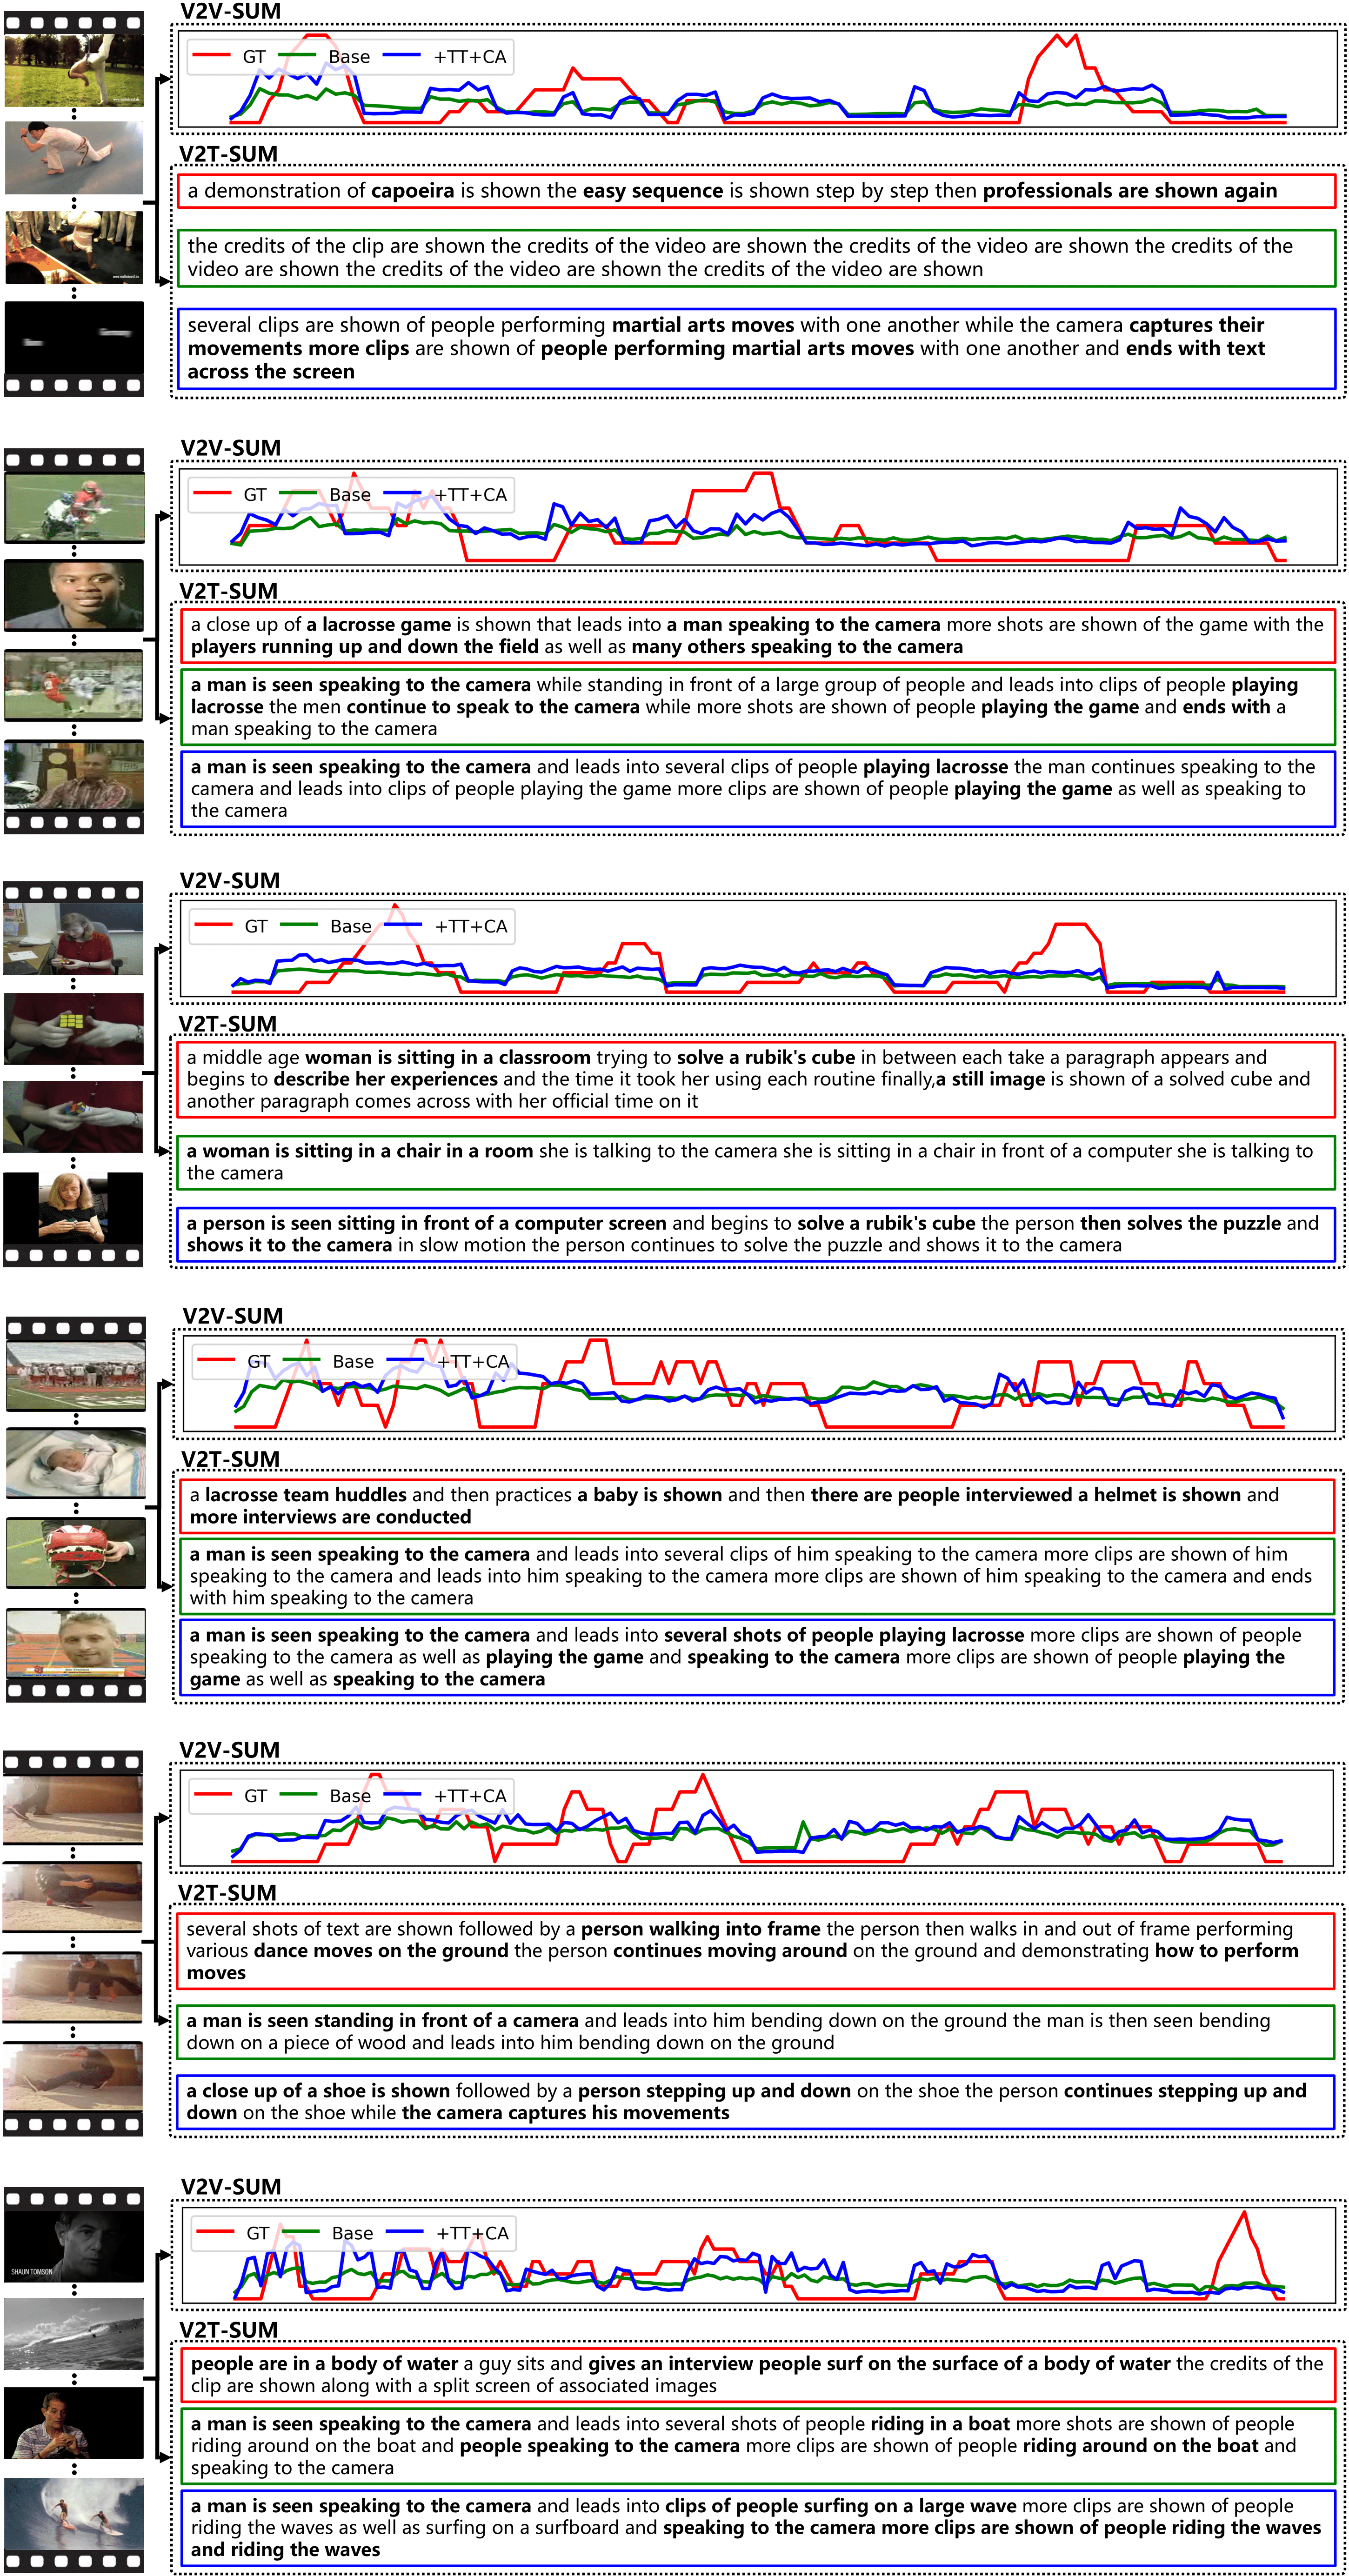 V2V-SUM
GT Base +TT+CA
V2T-SUM
a demonstration of capoeira is shown the easy sequence is shown step by step then professionals are shown again
the credits of the clip are shown the credits of the video are shown the credits of the video are shown the credits of the
video are shown the credits of the video are shown the credits of the video are shown
several clips are shown of people performing martial arts moves with one another while the camera captures their
movements more clips are shown of people performing martial arts moves with one another and ends with text
across the screen
V2V-SUM
GT Base +TT+CA
V2T-SUM
a close up of a lacrosse game is shown that leads into a man speaking to the camera more shots are shown of the game with the
players running up and down the field as well as many others speaking to the camera
a man is seen speaking to the camera while standing in front of a large group of people and leads into clips of people playing
lacrosse the men continue to speak to the camera while more shots are shown of people playing the game and ends with a
man speaking to the camera
a man is seen speaking to the camera and leads into several clips of people playing lacrosse the man continues speaking to the
camera and leads into clips of people playing the game more clips are shown of people playing the game as well as speaking to
the camera
V2V-SUM
GT Base +TT+CA
V2T-SUM
a middle age woman is sitting in a classroom trying to solve a rubik's cube in between each take a paragraph appears and
begins to describe her experiences and the time it took her using each routine finally,a still image is shown of a solved cube and
another paragraph comes across with her official time on it
a woman is sitting in a chair in a room she is talking to the camera she is sitting in a chair in front of a computer she is talking to
the camera
a person is seen sitting in front of a computer screen and begins to solve a rubik's cube the person then solves the puzzle and
shows it to the camera in slow motion the person continues to solve the puzzle and shows it to the camera
V2V-SUM
GT Base +TT+CA
V2T-SUM
a lacrosse team huddles and then practices a baby is shown and then there are people interviewed a helmet is shown and
more interviews are conducted
a man is seen speaking to the camera and leads into several clips of him speaking to the camera more clips are shown of him
speaking to the camera and leads into him speaking to the camera more clips are shown of him speaking to the camera and ends
with him speaking to the camera
a man is seen speaking to the camera and leads into several shots of people playing lacrosse more clips are shown of people
speaking to the camera as well as playing the game and speaking to the camera more clips are shown of people playing the
game as well as speaking to the camera
V2V-SUM
GT Base +TT+CA
V2T-SUM
several shots of text are shown followed by a person walking into frame the person then walks in and out of frame performing
various dance moves on the ground the person continues moving around on the ground and demonstrating how to perform
moves
a man is seen standing in front of a camera and leads into him bending down on the ground the man is then seen bending
down on a piece of wood and leads into him bending down on the ground
a close up of a shoe is shown followed by a person stepping up and down on the shoe the person continues stepping up and
down on the shoe while the camera captures his movements
V2V-SUM
GT Base +TT+CA
SHAUN TOMSON
V2T-SUM
people are in a body of water a guy sits and gives an interview people surf on the surface of a body of water the credits of the
clip are shown along with a split screen of associated images
a man is seen speaking to the camera and leads into several shots of people riding in a boat more shots are shown of people
riding around on the boat and people speaking to the camera more clips are shown of people riding around on the boat and
speaking to the camera
a man is seen speaking to the camera and leads into clips of people surfing on a large wave more clips are shown of people
riding the waves as well as surfing on a surfboard and speaking to the camera more clips are shown of people riding the waves
and riding the waves